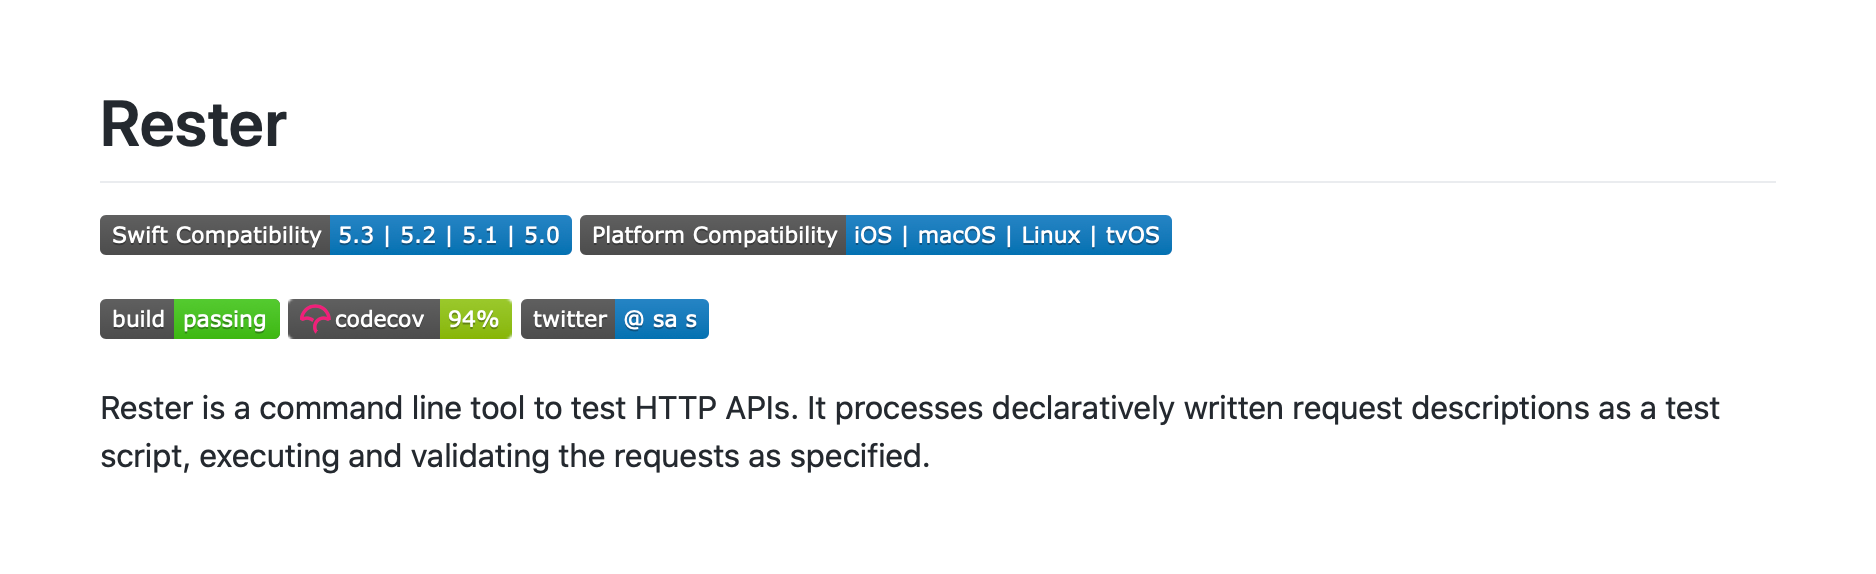 Rester
Swift Compatibility 5.3 | 5.2 | 5.1 | 5.0 Platform Compatibility iOS | macOS | Linux | tvOS
build passing codecov 94% twitter @ sa s
Rester is a command line tool to test HTTP APIs. It processes declaratively written request descriptions as a test
script, executing and validating the requests as specified.